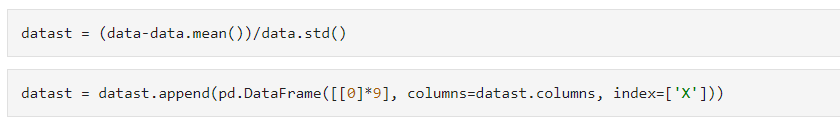 datast = (data-data.mean())/data.std()
datast = datast.append(pd.DataFrame([[0]*9], columns=datast.columns, index=['X']))